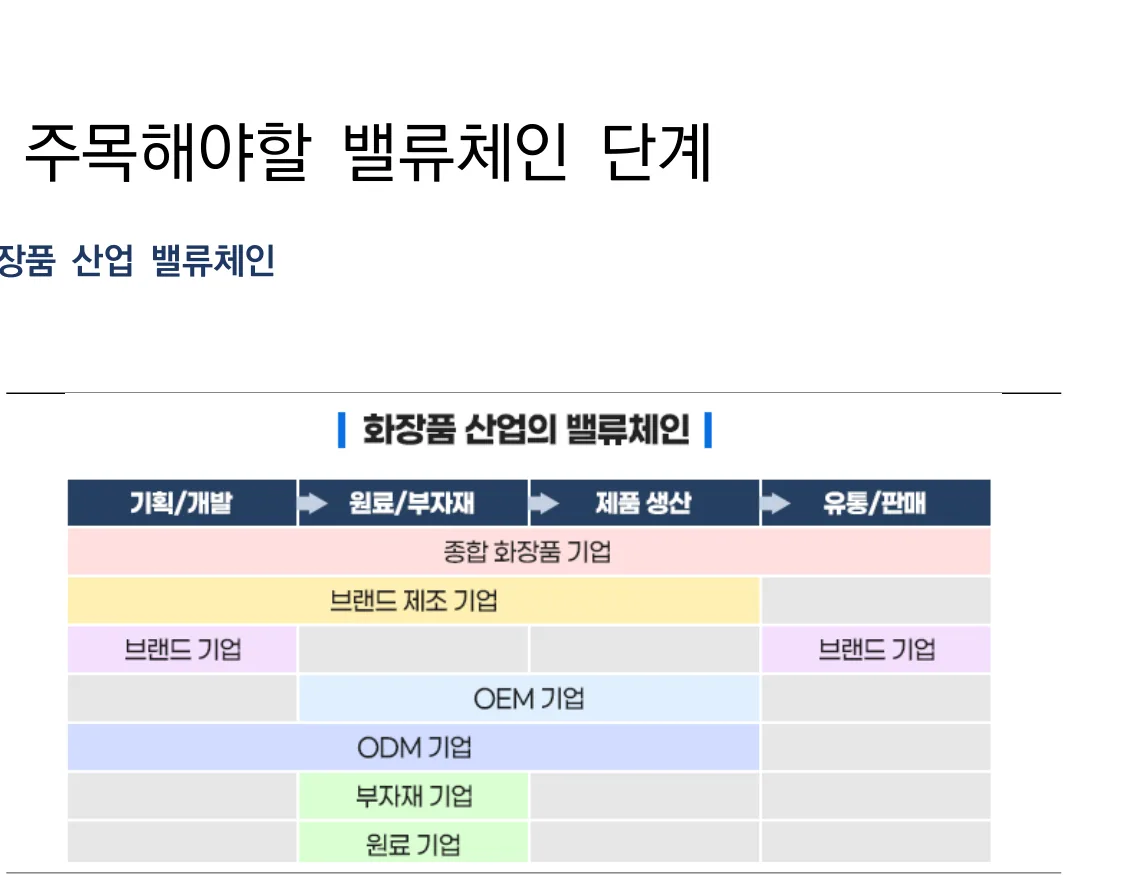 주목해야할 밸류체인 단계
장품 산업 밸류체인
화장품 산업의 밸류체인
기획/개발 원료/부자재 제품 생산 유통/판매
종합 화장품 기업
브랜드 제조 기업
브랜드 기업 브랜드 기업
OEM 기업
ODM 기업
부자재 기업
원료 기업